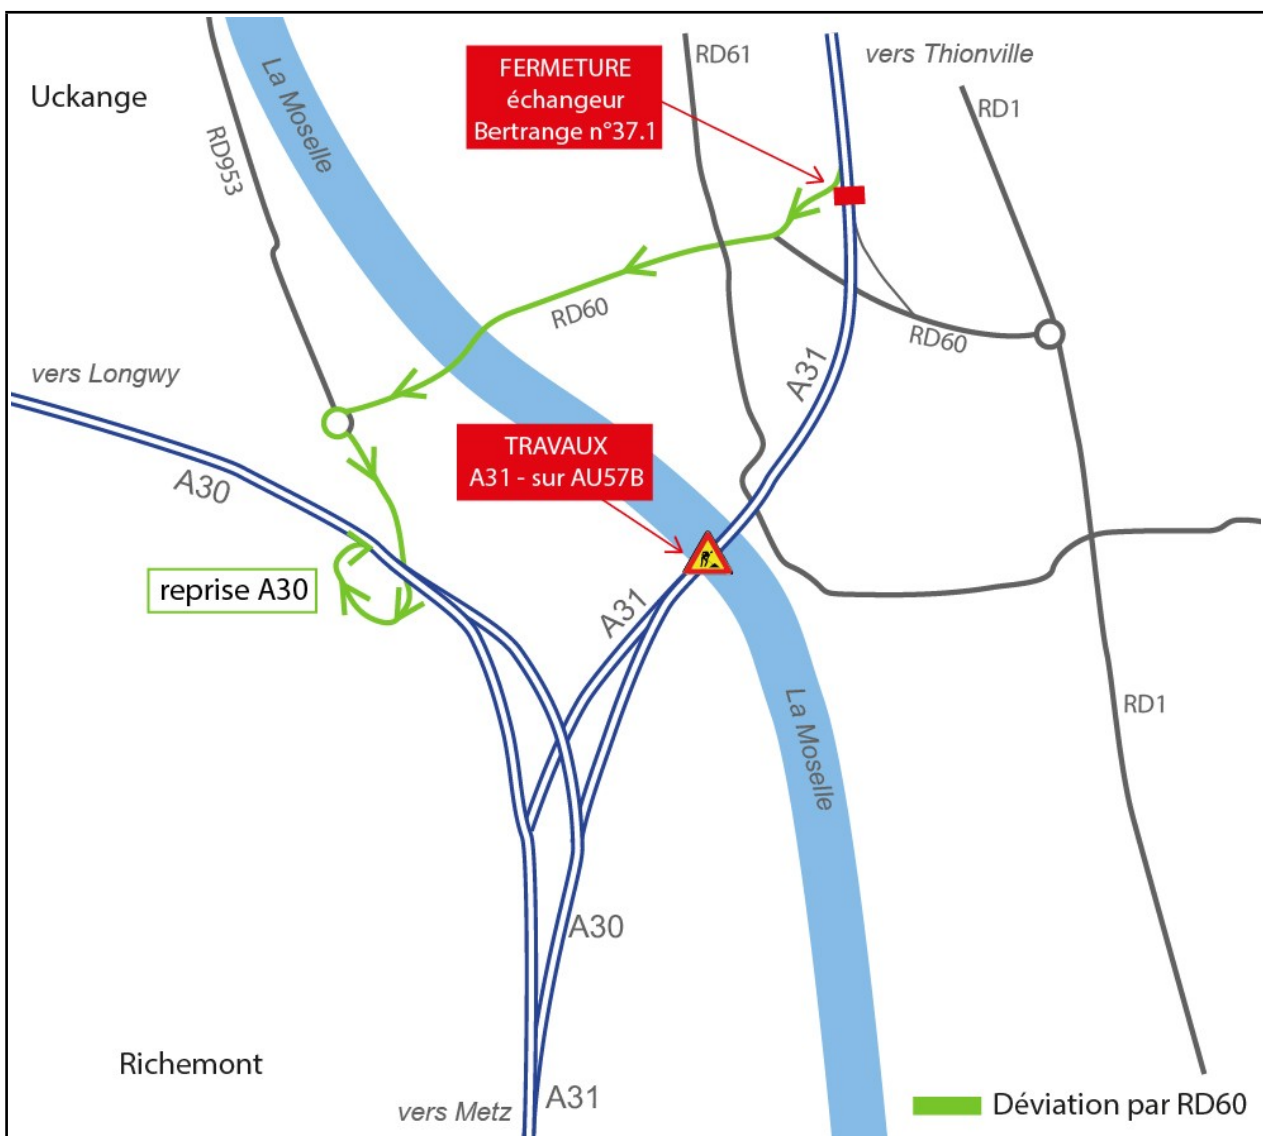 Uckange
La Moselle
RD953
FERMETURE
échangeur
Bertrange n°37.1
RD61
vers Thionville
RD1
RD60
RD60
A31
vers Longwy
A30
TRAVAUX
A31 - sur AU57B
reprise A30
A31
La Moselle
RD1
A30
Richemont
vers Metz
A31
Déviation par RD60